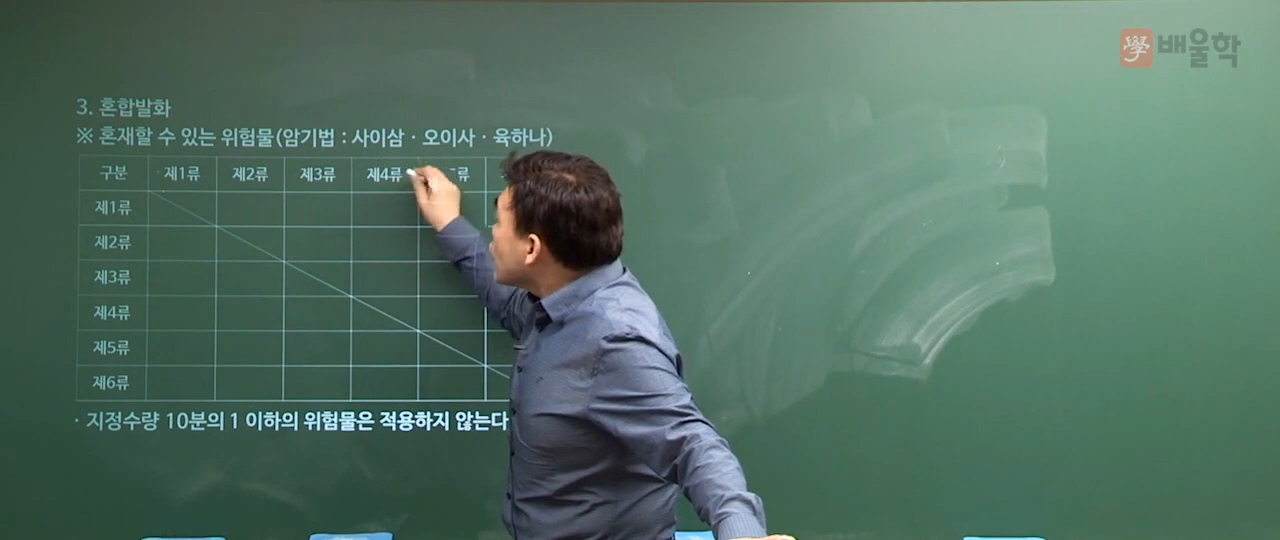 學배울학
3. 혼합발화
※ 혼재할 수 있는 위험물(암기법 : 사이삼 · 오이사 · 육하나)
구분 제1류 제2류 제3류 제4류 류
제1류
제2류
제3류
제4류
제5류
제6류
· 지정수량 10분의 1 이하의 위험물은 적용하지 않는다